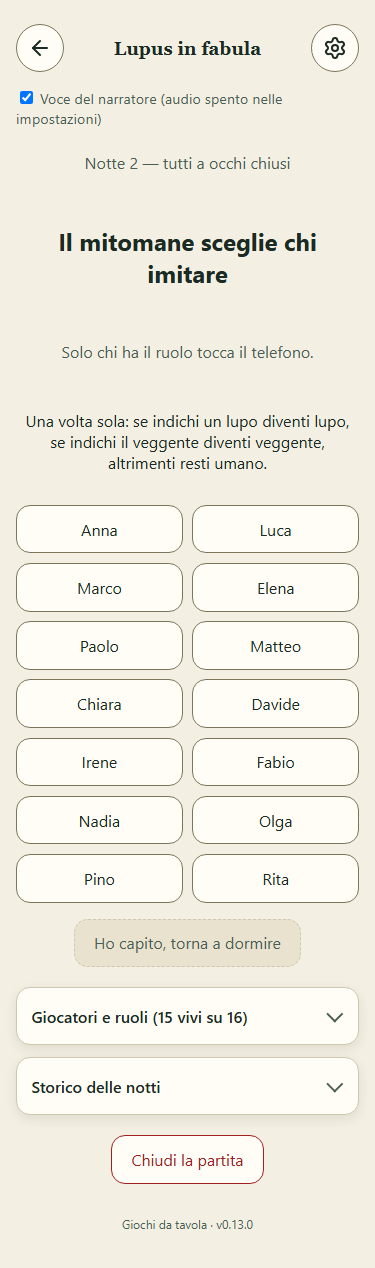 Lupus in fabula
Voce del narratore (audio spento nelle
impostazioni)
Notte 2 — tutti a occhi chiusi
Il mitomane sceglie chi
imitare
Solo chi ha il ruolo tocca il telefono.
Una volta sola: se indichi un lupo diventi lupo,
se indichi il veggente diventi veggente,
altrimenti resti umano.
Anna
Luca
Marco
Elena
Paolo
Matteo
Chiara
Davide
Irene
Fabio
Nadia
Olga
Pino
Rita
Ho capito, torna a dormire
Giocatori e ruoli (15 vivi su 16)
Storico delle notti
Chiudi la partita
Giochi da tavola · v0.13.0